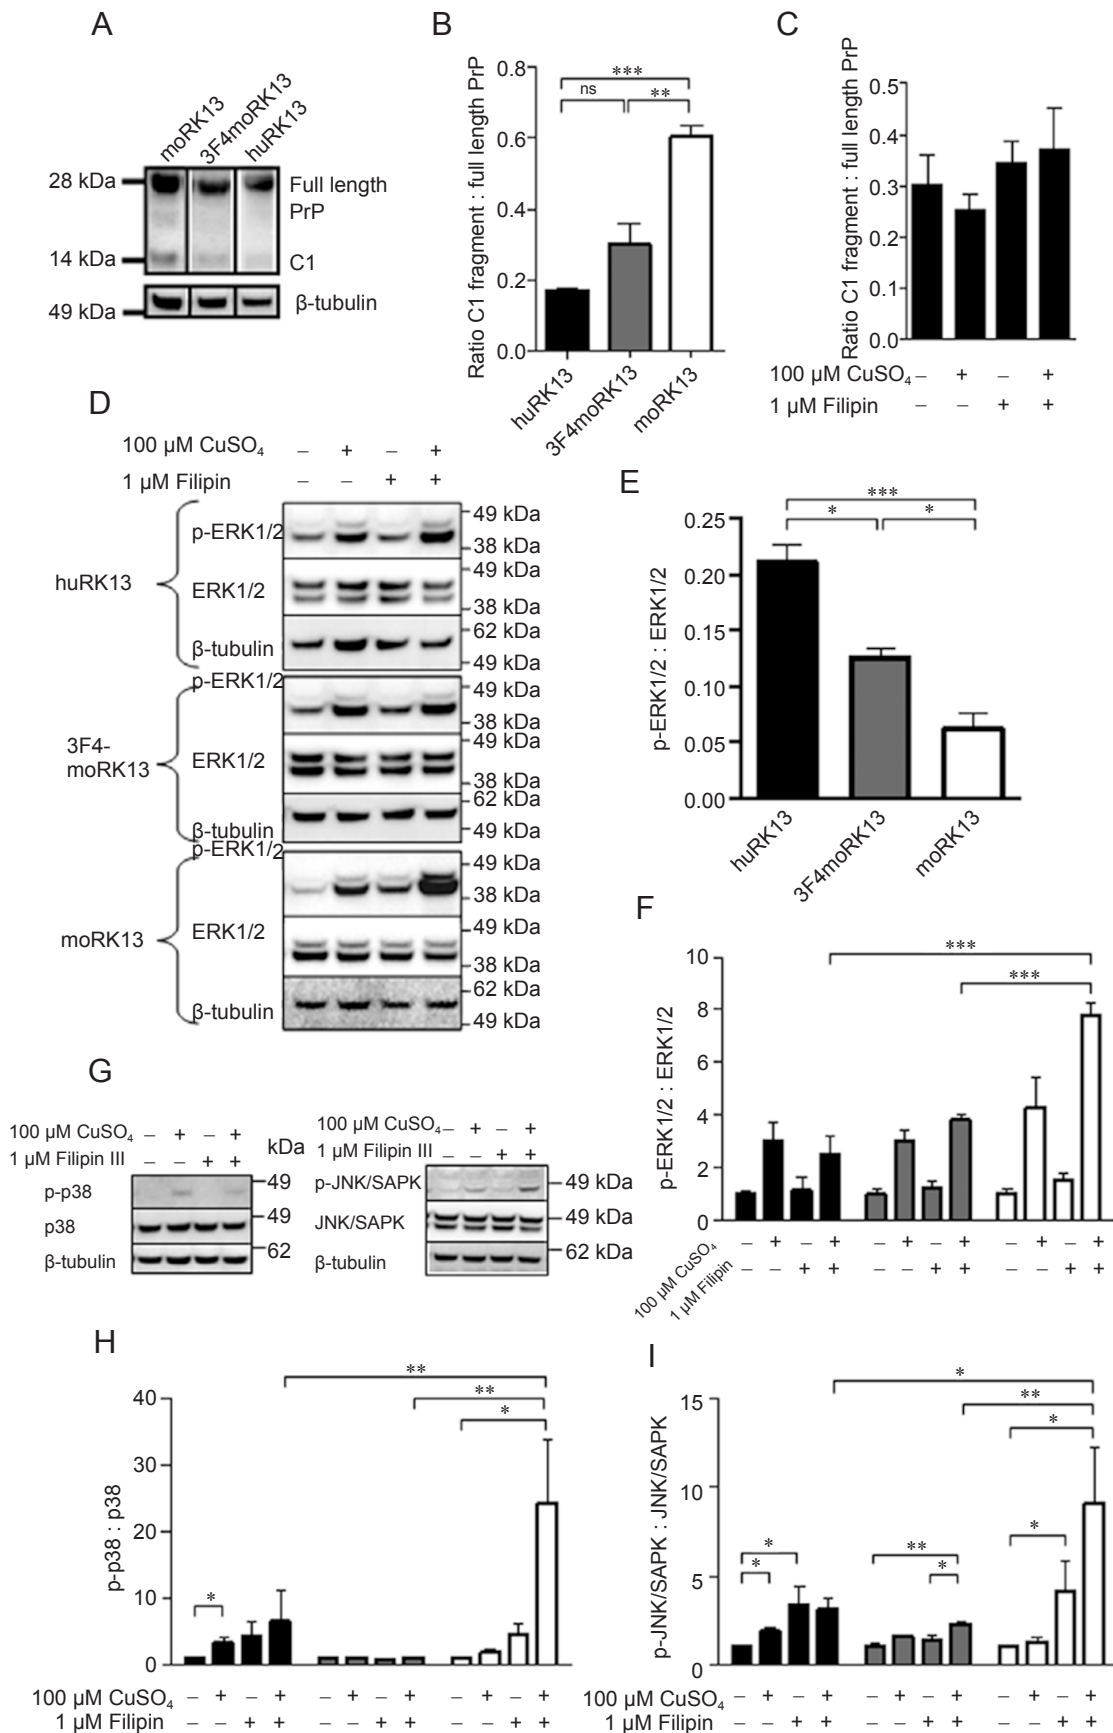 A
moRK13
3F4moRK13
huRK13
28 kDa
Full length
PrP
14 kDa
C1
49 kDa
β-tubulin
B
Ratio C1 fragment : full length PrP
0.8
0.6
0.4
0.2
0.0
***
ns
**
huRK13
3F4moRK13
moRK13
C
Ratio C1 fragment : full length PrP
0.5
0.4
0.3
0.2
0.1
0.0
100 µM CuSO₄ – + – +
1 µM Filipin – – + +
D
100 µM CuSO₄ – + – +
1 µM Filipin – – + +
huRK13
p-ERK1/2
49 kDa
38 kDa
ERK1/2
49 kDa
38 kDa
β-tubulin
62 kDa
49 kDa
3F4-
moRK13
p-ERK1/2
49 kDa
38 kDa
ERK1/2
49 kDa
38 kDa
β-tubulin
62 kDa
49 kDa
moRK13
p-ERK1/2
49 kDa
38 kDa
ERK1/2
49 kDa
38 kDa
β-tubulin
62 kDa
49 kDa
E
p-ERK1/2 : ERK1/2
0.25
0.20
0.15
0.10
0.05
0.00
***
* *
huRK13
3F4moRK13
moRK13
F
p-ERK1/2 : ERK1/2
10
8
6
4
2
0
***
***
100 µM CuSO₄ – + – + – + – + – + – +
1 µM Filipin – – + + – – + + – – + +
G
100 µM CuSO₄ – + – +
1 µM Filipin III – – + +
kDa
p-p38
49
p38
49
β-tubulin
62
100 µM CuSO₄ – + – +
1 µM Filipin III – – + +
p-JNK/SAPK
49 kDa
JNK/SAPK
49 kDa
β-tubulin
62 kDa
H
p-p38 : p38
40
30
20
10
0
**
**
*
*
100 µM CuSO₄ – + – + – + – + – + – +
1 µM Filipin – – + + – – + + – – + +
I
p-JNK/SAPK : JNK/SAPK
15
10
5
0
*
**
*
*
*
**
*
*
100 µM CuSO₄ – + – + – + – + – + – +
1 µM Filipin – – + + – – + + – – + +